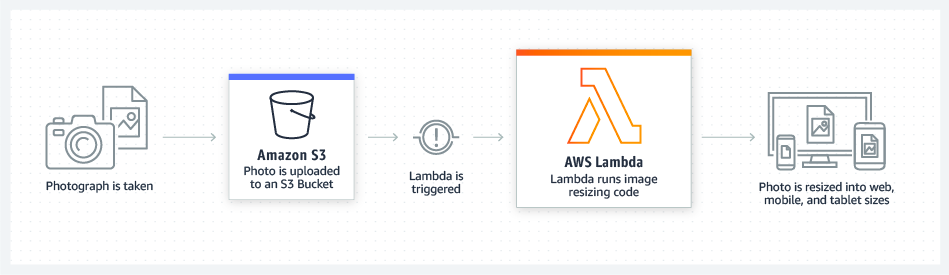 Photograph is taken
Amazon S3
Photo is uploaded
to an S3 Bucket
Lambda is
triggered
AWS Lambda
Lambda runs image
resizing code
Photo is resized into web,
mobile, and tablet sizes